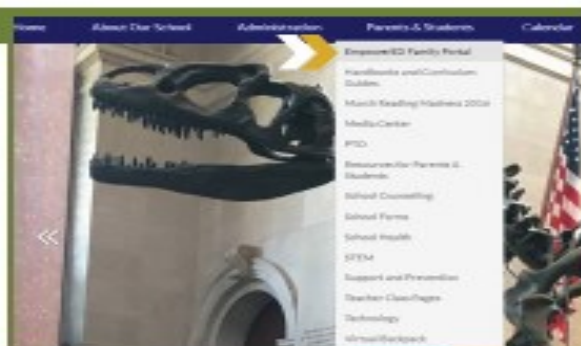 Home About Our School Administration Parents & Students Calendar
EmpowerED Family Portal
Handbooks and Curriculum
Guides
March Reading Madness 2016
Media Center
PTO
Resources for Parents &
Students
School Counseling
School Forms
School Health
STEM
Support and Prevention
Teacher Class Pages
Technology
Virtual Backpack